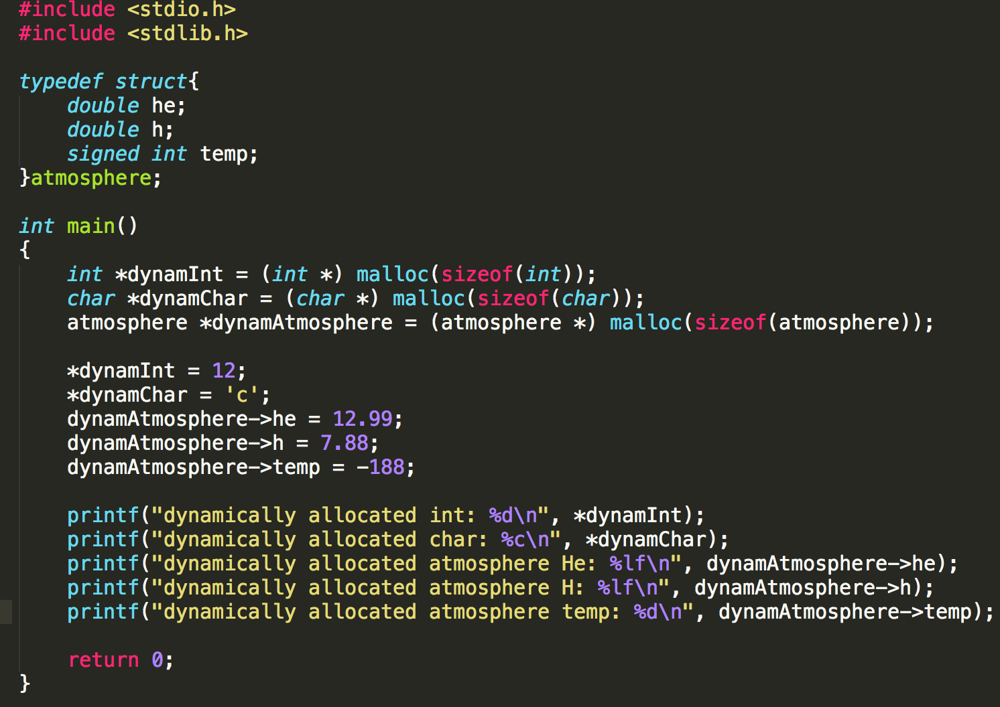 #include <stdio.h>
#include <stdlib.h>
typedef struct{
    double he;
    double h;
    signed int temp;
}atmosphere;
int main()
{
    int *dynamInt = (int *) malloc(sizeof(int));
    char *dynamChar = (char *) malloc(sizeof(char));
    atmosphere *dynamAtmosphere = (atmosphere *) malloc(sizeof(atmosphere));
    *dynamInt = 12;
    *dynamChar = 'c';
    dynamAtmosphere->he = 12.99;
    dynamAtmosphere->h = 7.88;
    dynamAtmosphere->temp = -188;
    printf("dynamically allocated int: %d\n", *dynamInt);
    printf("dynamically allocated char: %c\n", *dynamChar);
    printf("dynamically allocated atmosphere He: %lf\n", dynamAtmosphere->he);
    printf("dynamically allocated atmosphere H: %lf\n", dynamAtmosphere->h);
    printf("dynamically allocated atmosphere temp: %d\n", dynamAtmosphere->temp);
    return 0;
}